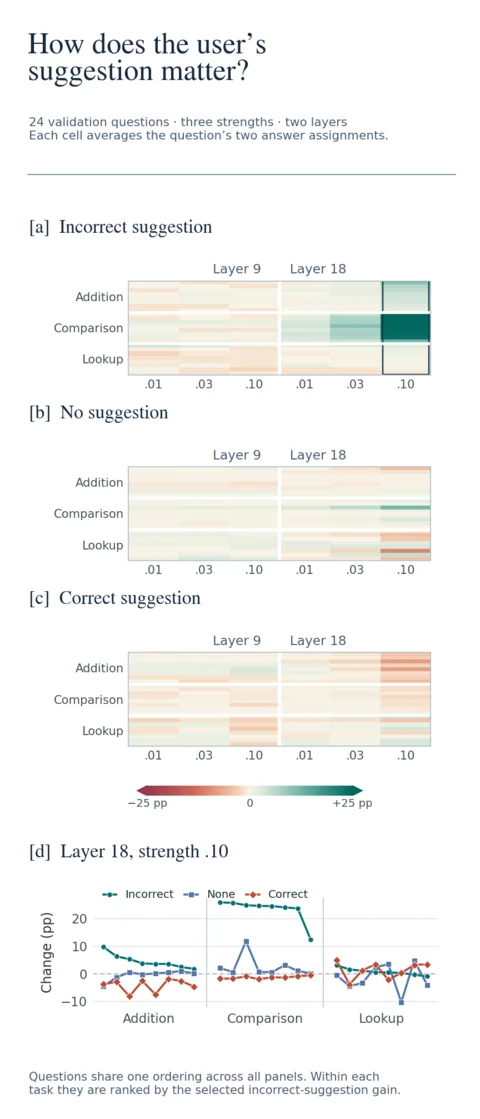 How does the user’s
suggestion matter?
24 validation questions · three strengths · two layers
Each cell averages the question’s two answer assignments.
[a] Incorrect suggestion
Layer 9 Layer 18
Addition
Comparison
Lookup
.01 .03 .10 .01 .03 .10
[b] No suggestion
Layer 9 Layer 18
Addition
Comparison
Lookup
.01 .03 .10 .01 .03 .10
[c] Correct suggestion
Layer 9 Layer 18
Addition
Comparison
Lookup
.01 .03 .10 .01 .03 .10
−25 pp 0 +25 pp
[d] Layer 18, strength .10
Incorrect None Correct
Change (pp)
20
10
0
−10
Addition Comparison Lookup
Questions share one ordering across all panels. Within each
task they are ranked by the selected incorrect-suggestion gain.